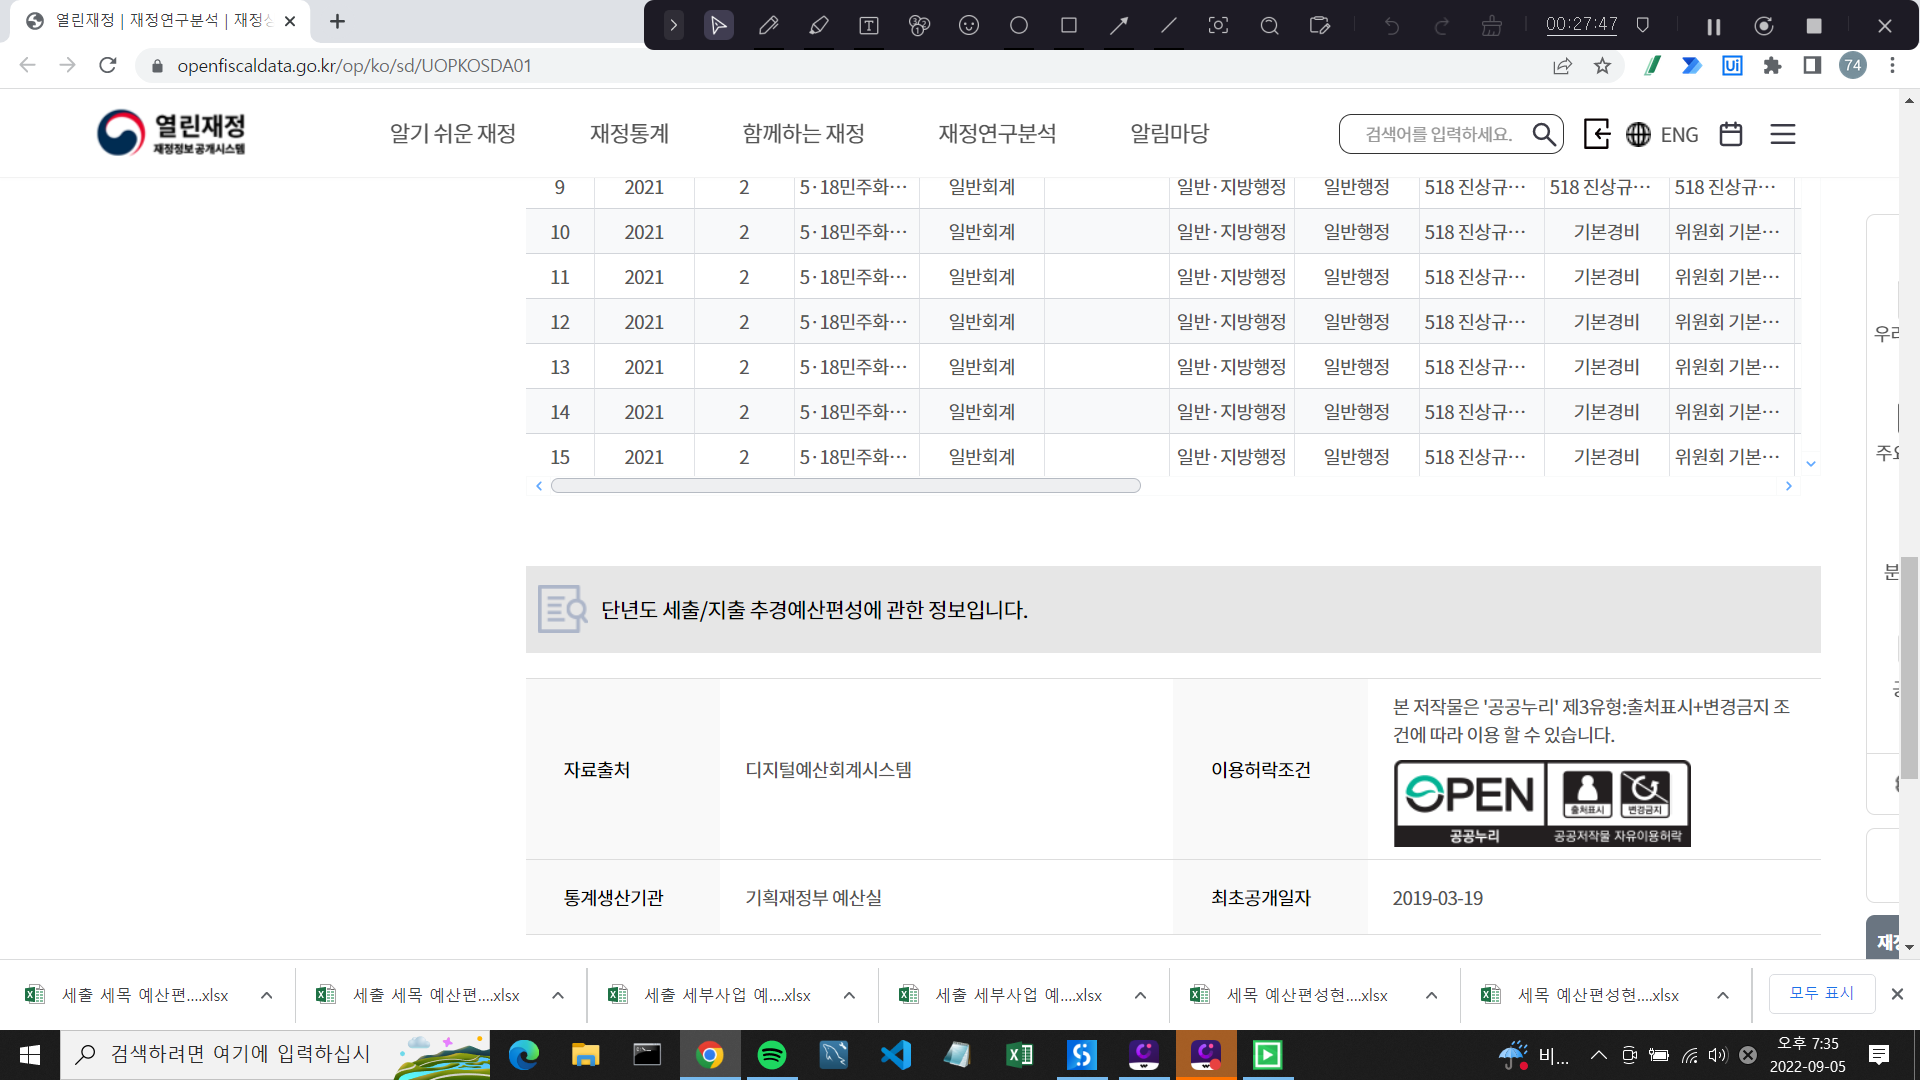 열린재정 | 재정연구분석 | 재정상
00:27:47
openfiscaldata.go.kr/op/ko/sd/UOPKOSDA01
74
열린재정
재정정보공개시스템
알기 쉬운 재정
재정통계
함께하는 재정
재정연구분석
알림마당
검색어를 입력하세요.
ENG
9 2021 2 5·18민주화… 일반회계 일반·지방행정 일반행정 518 진상규… 518 진상규… 518 진상규…
10 2021 2 5·18민주화… 일반회계 일반·지방행정 일반행정 518 진상규… 기본경비 위원회 기본…
11 2021 2 5·18민주화… 일반회계 일반·지방행정 일반행정 518 진상규… 기본경비 위원회 기본…
12 2021 2 5·18민주화… 일반회계 일반·지방행정 일반행정 518 진상규… 기본경비 위원회 기본…
13 2021 2 5·18민주화… 일반회계 일반·지방행정 일반행정 518 진상규… 기본경비 위원회 기본…
14 2021 2 5·18민주화… 일반회계 일반·지방행정 일반행정 518 진상규… 기본경비 위원회 기본…
15 2021 2 5·18민주화… 일반회계 일반·지방행정 일반행정 518 진상규… 기본경비 위원회 기본…
단년도 세출/지출 추경예산편성에 관한 정보입니다.
자료출처
디지털예산회계시스템
이용허락조건
본 저작물은 '공공누리' 제3유형:출처표시+변경금지 조
건에 따라 이용 할 수 있습니다.
OPEN
출처표시
변경금지
공공누리
공공저작물 자유이용허락
통계생산기관
기획재정부 예산실
최초공개일자
2019-03-19
세출 세목 예산편....xlsx
세출 세목 예산편....xlsx
세출 세부사업 예....xlsx
세출 세부사업 예....xlsx
세목 예산편성현....xlsx
세목 예산편성현....xlsx
모두 표시
검색하려면 여기에 입력하십시
비...
오후 7:35
2022-09-05